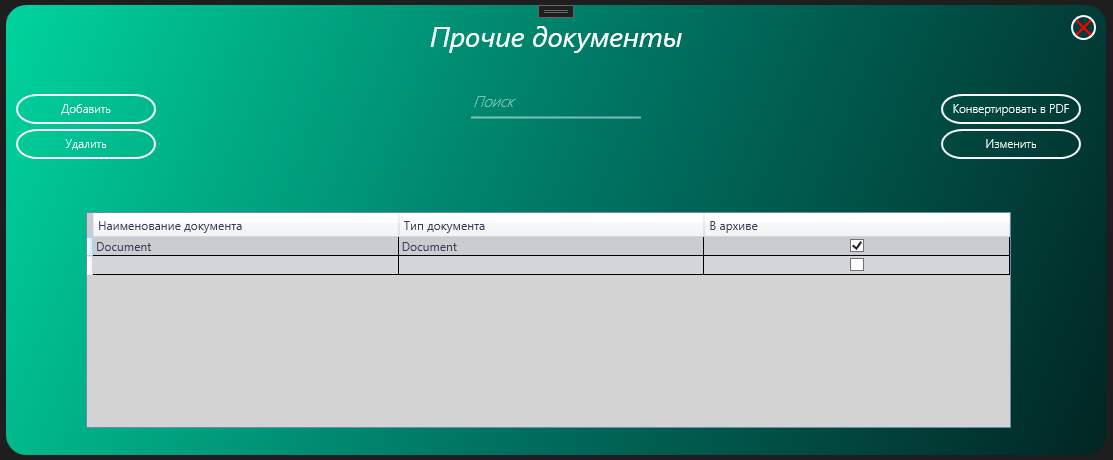 Прочие документы
Добавить
Поиск
Конвертировать в PDF
Удалить
Изменить
Наименование документа Тип документа В архиве
Document Document